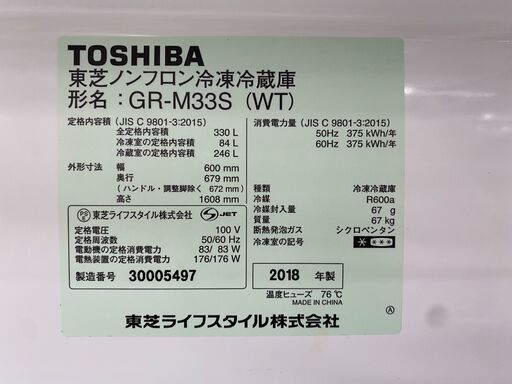 TOSHIBA
東芝ノンフロン冷凍冷蔵庫
形名:GR-M33S (WT)
定格内容積 (JIS C 9801-3:2015)
全定格内容積 330 L
冷凍室の定格内容積 84 L
冷蔵室の定格内容積 246 L
外形寸法 幅 600 mm
奥行 679 mm
(ハンドル・調整脚除く 672 mm)
高さ 1608 mm
消費電力量 (JIS C 9801-3:2015)
50Hz 375 kWh/年
60Hz 375 kWh/年
種類 冷凍冷蔵庫
冷媒 R600a
冷媒封入量 67 g
質量 67 kg
断熱発泡ガス シクロペンタン
冷凍室の記号
PS E 東芝ライフスタイル株式会社 S JET
定格電圧 100 V
定格周波数 50/60 Hz
電動機の定格消費電力 83/ 83 W
電熱装置の定格消費電力 176/176 W
製造番号 30005497
2018 年製
温度ヒューズ 76℃
MADE IN CHINA
東芝ライフスタイル株式会社
Ⓐ